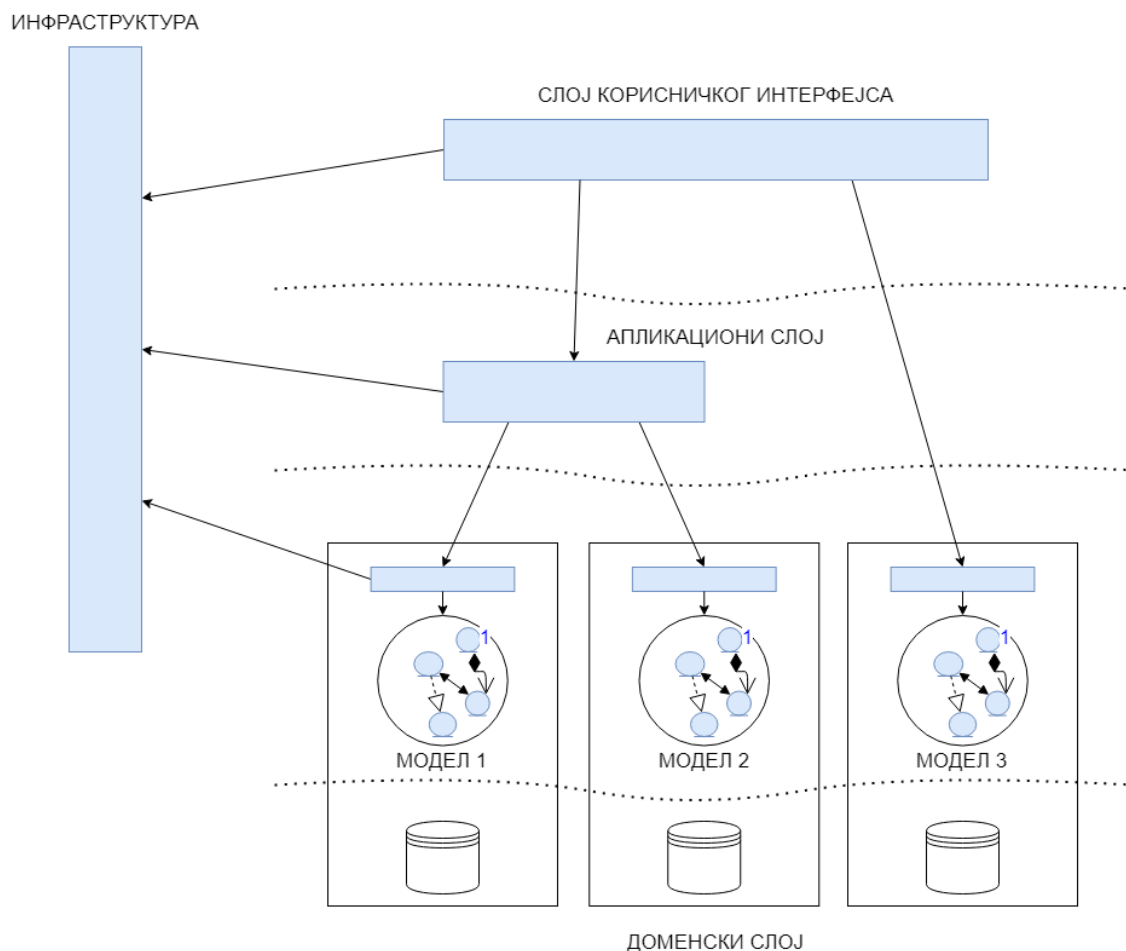 ИНФРАСТРУКТУРА
СЛОЈ КОРИСНИЧКОГ ИНТЕРФЕЈСА
АПЛИКАЦИОНИ СЛОЈ
1
1
1
МОДЕЛ 1
МОДЕЛ 2
МОДЕЛ 3
ДОМЕНСКИ СЛОЈ